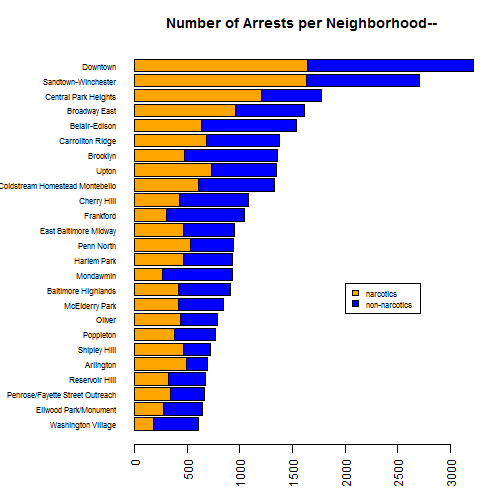 Number of Arrests per Neighborhood--
Downtown
Sandtown-Winchester
Central Park Heights
Broadway East
Belair-Edison
Carrollton Ridge
Brooklyn
Upton
Coldstream Homestead Montebello
Cherry Hill
Frankford
East Baltimore Midway
Penn North
Harlem Park
Mondawmin
Baltimore Highlands
McElderry Park
Oliver
Poppleton
Shipley Hill
Arlington
Reservoir Hill
Penrose/Fayette Street Outreach
Ellwood Park/Monument
Washington Village
narcotics
non-narcotics
0 500 1000 1500 2000 2500 3000